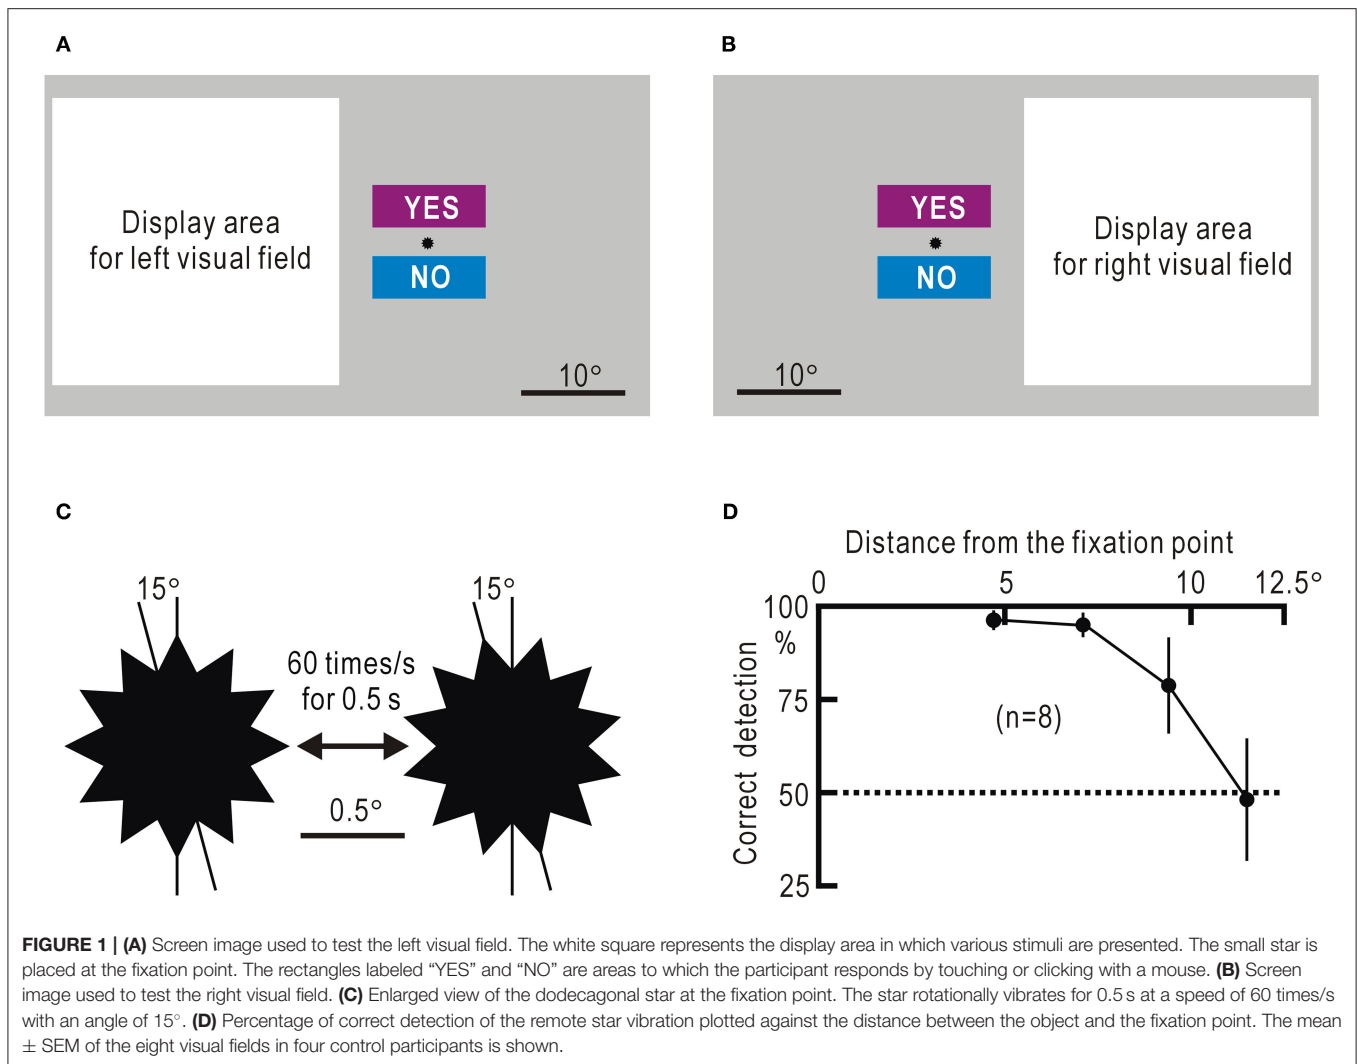 A
Display area
for left visual field
YES
NO
10°
B
YES
NO
Display area
for right visual field
10°
C
15°
15°
60 times/s
for 0.5 s
0.5°
D
Distance from the fixation point
0 5 10 12.5°
100
%
75
50
25
Correct detection
(n=8)
FIGURE 1 | (A) Screen image used to test the left visual field. The white square represents the display area in which various stimuli are presented. The small star is
placed at the fixation point. The rectangles labeled “YES” and “NO” are areas to which the participant responds by touching or clicking with a mouse. (B) Screen
image used to test the right visual field. (C) Enlarged view of the dodecagonal star at the fixation point. The star rotationally vibrates for 0.5 s at a speed of 60 times/s
with an angle of 15°. (D) Percentage of correct detection of the remote star vibration plotted against the distance between the object and the fixation point. The mean
± SEM of the eight visual fields in four control participants is shown.